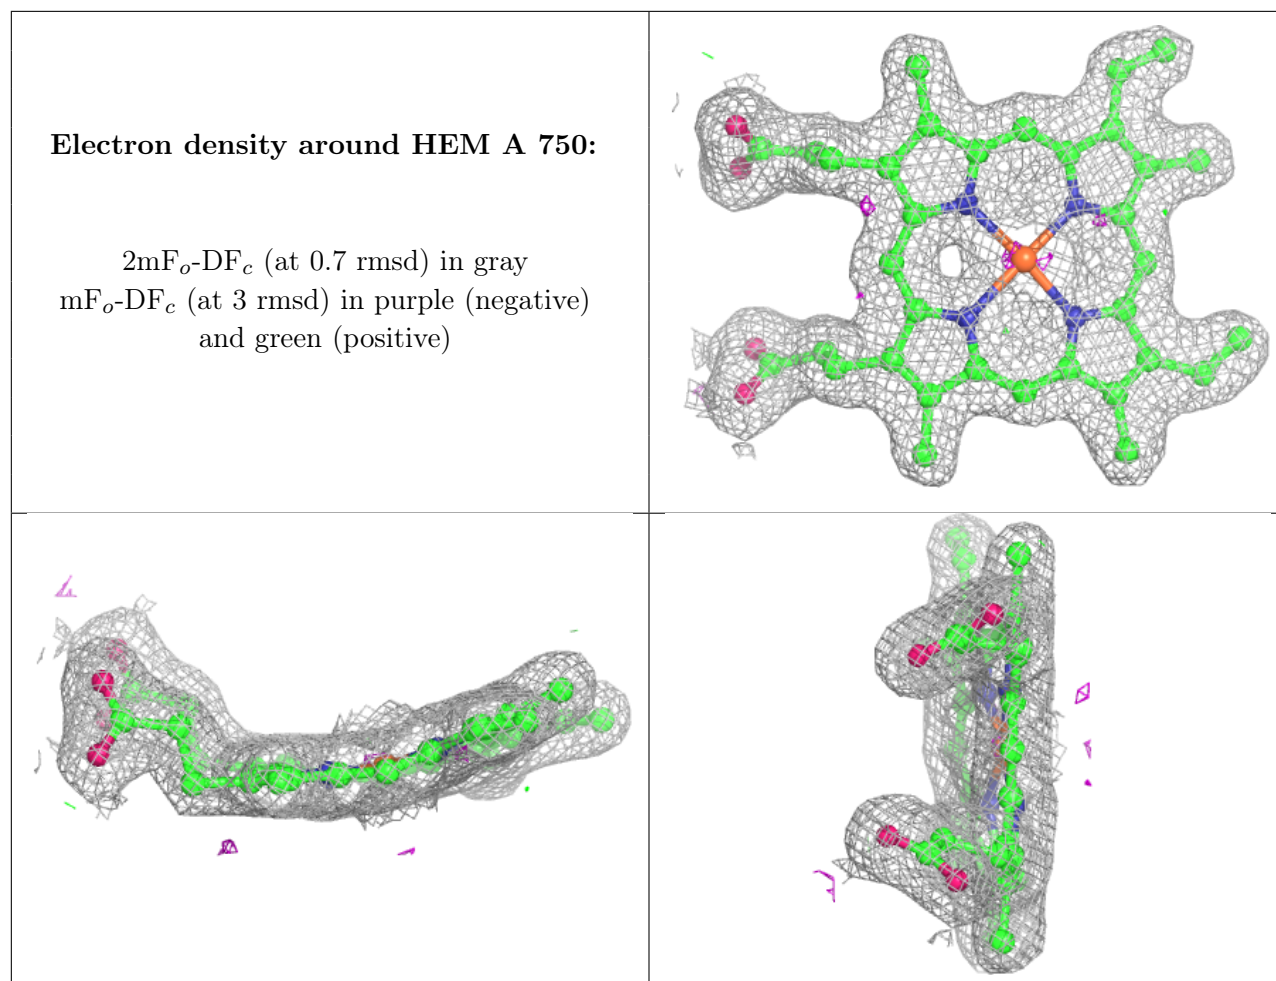 Electron density around HEM A 750:
2mFₒ-DF𝑐 (at 0.7 rmsd) in gray
mFₒ-DF𝑐 (at 3 rmsd) in purple (negative)
and green (positive)